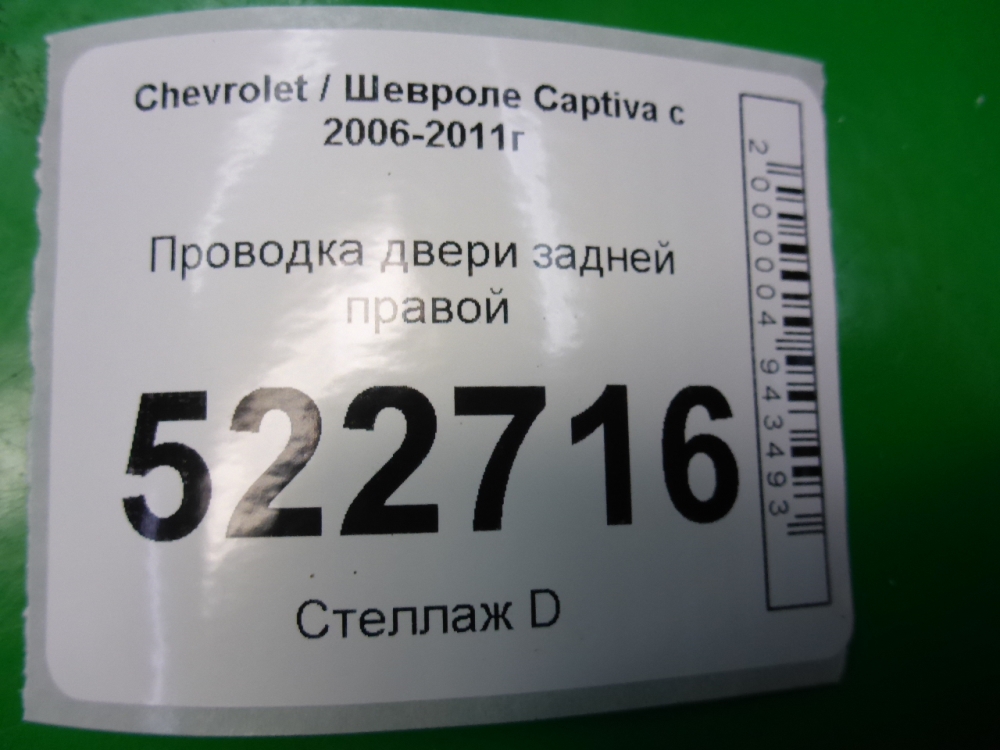 Chevrolet / Шевроле Captiva с
2006-2011г
Проводка двери задней
правой
522716
Стеллаж D
2000004943493